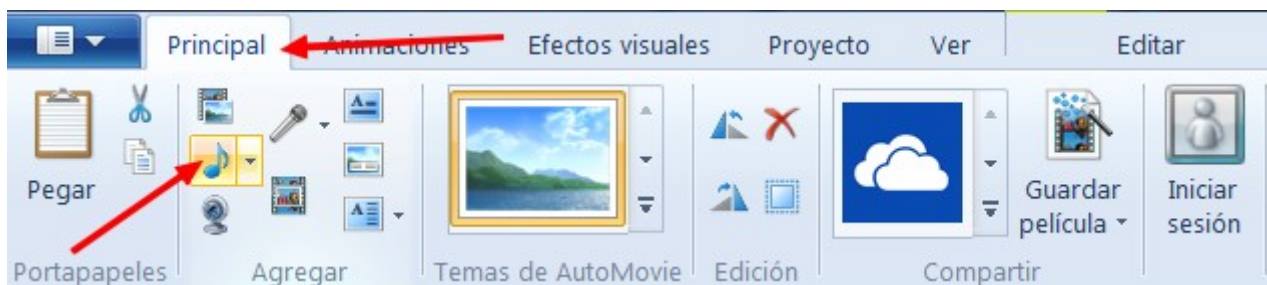 Principal Animaciones Efectos visuales Proyecto Ver Editar
Pegar
Guardar película
Iniciar sesión
Portapapeles Agregar Temas de AutoMovie Edición Compartir